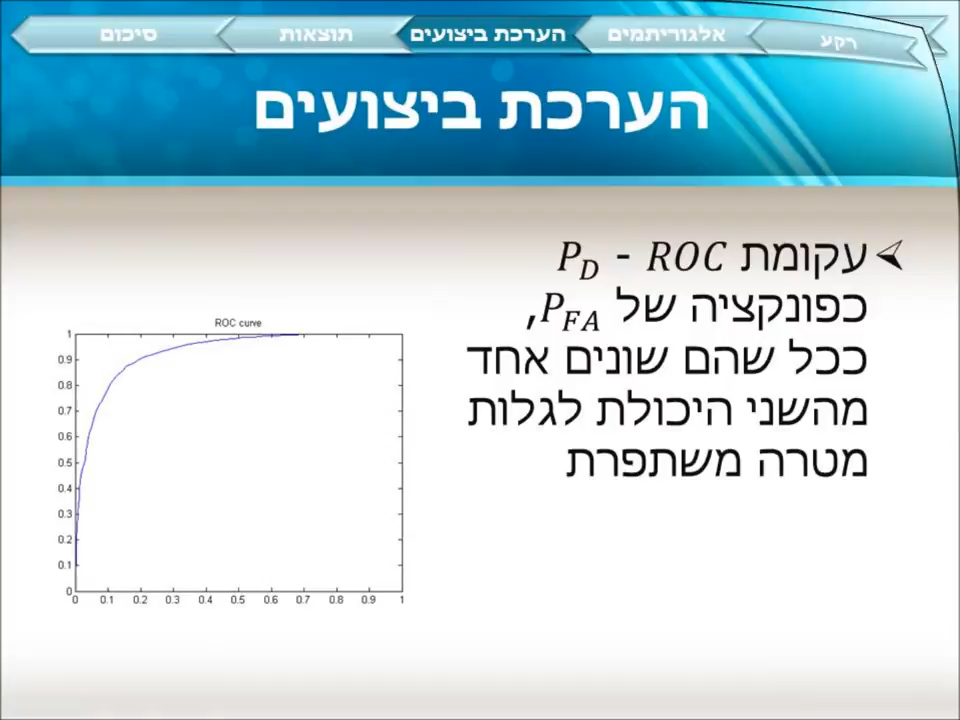 רקע
אלגוריתמים
הערכת ביצועים
תוצאות
סיכום
הערכת ביצועים
עקומת ROC - P_D
כפונקציה של P_FA,
ככל שהם שונים אחד
מהשני היכולת לגלות
מטרה משתפרת
ROC curve
1
0.9
0.8
0.7
0.6
0.5
0.4
0.3
0.2
0.1
0
0 0.1 0.2 0.3 0.4 0.5 0.6 0.7 0.8 0.9 1